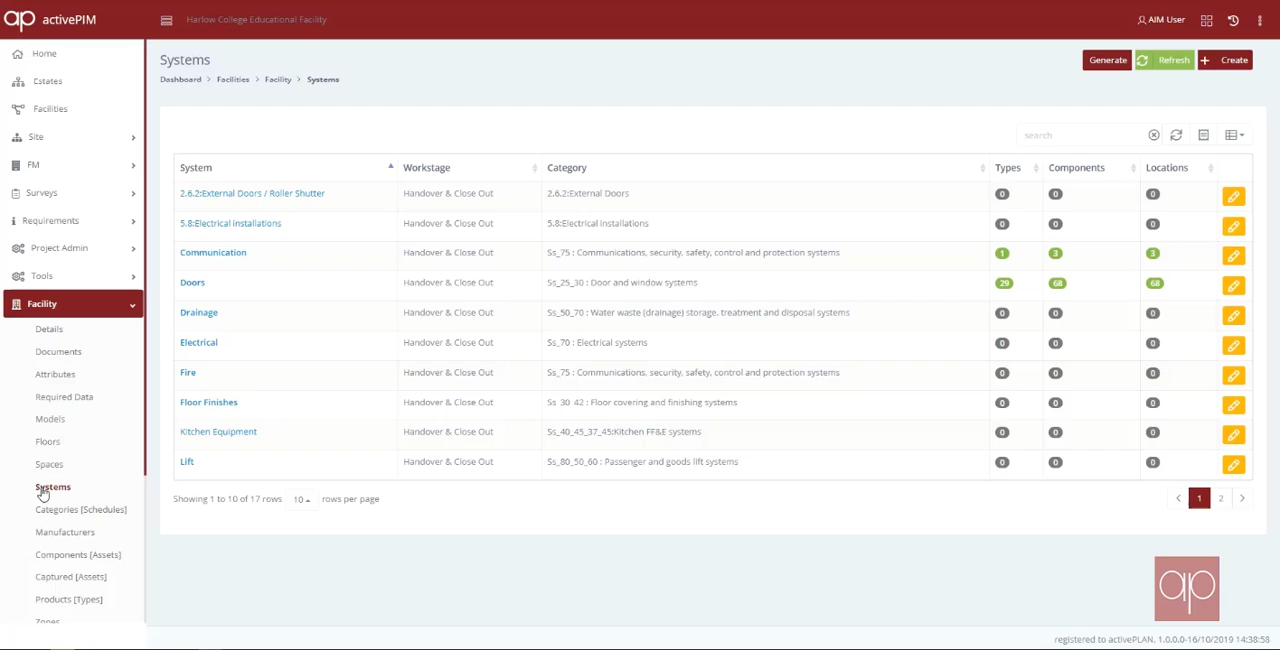 activePIM
Harlow College Educational Facility
AIM User
Home
Estates
Facilities
Site
FM
Surveys
Requirements
Project Admin
Tools
Facility
Details
Documents
Attributes
Required Data
Models
Floors
Spaces
Systems
Categories [Schedules]
Manufacturers
Components [Assets]
Captured [Assets]
Products [Types]
Zones
Systems
Dashboard > Facilities > Facility > Systems
Generate Refresh + Create
search
System Workstage Category Types Components Locations
2.6.2:External Doors / Roller Shutter Handover & Close Out 2.6.2:External Doors 0 0 0
5.8:Electrical Installations Handover & Close Out 5.8:Electrical Installations 0 0 0
Communication Handover & Close Out Ss_75 : Communications, security, safety, control and protection systems 1 3 3
Doors Handover & Close Out Ss_25_30 : Door and window systems 29 68 68
Drainage Handover & Close Out Ss_50_70 : Water waste (drainage) storage, treatment and disposal systems 0 0 0
Electrical Handover & Close Out Ss_70 : Electrical systems 0 0 0
Fire Handover & Close Out Ss_75 : Communications, security, safety, control and protection systems 0 0 0
Floor Finishes Handover & Close Out Ss_30_42 : Floor covering and finishing systems 0 0 0
Kitchen Equipment Handover & Close Out Ss_40_45_37_45:Kitchen FF&E systems 0 0 0
Lift Handover & Close Out Ss_80_50_60 : Passenger and goods lift systems 0 0 0
Showing 1 to 10 of 17 rows 10 rows per page
< 1 2 >
ap
registered to activePLAN, 1.0.0.0-16/10/2019 14:38:58